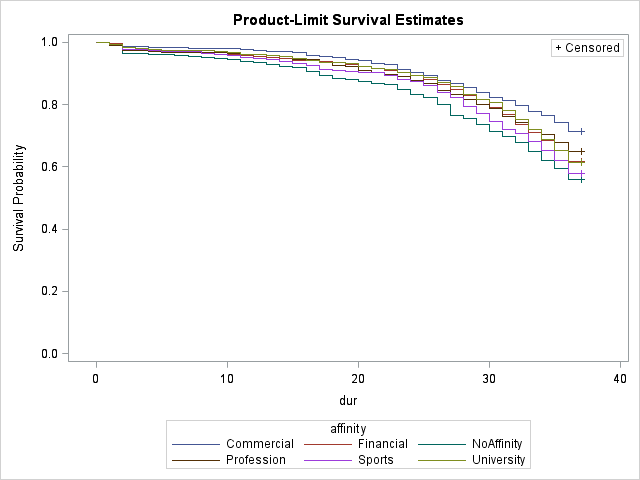 Product-Limit Survival Estimates
1.0
+ Censored
0.8
0.6
0.4
0.2
0.0
Survival Probability
0 10 20 30 40
dur
affinity
Commercial Financial NoAffinity
Profession Sports University